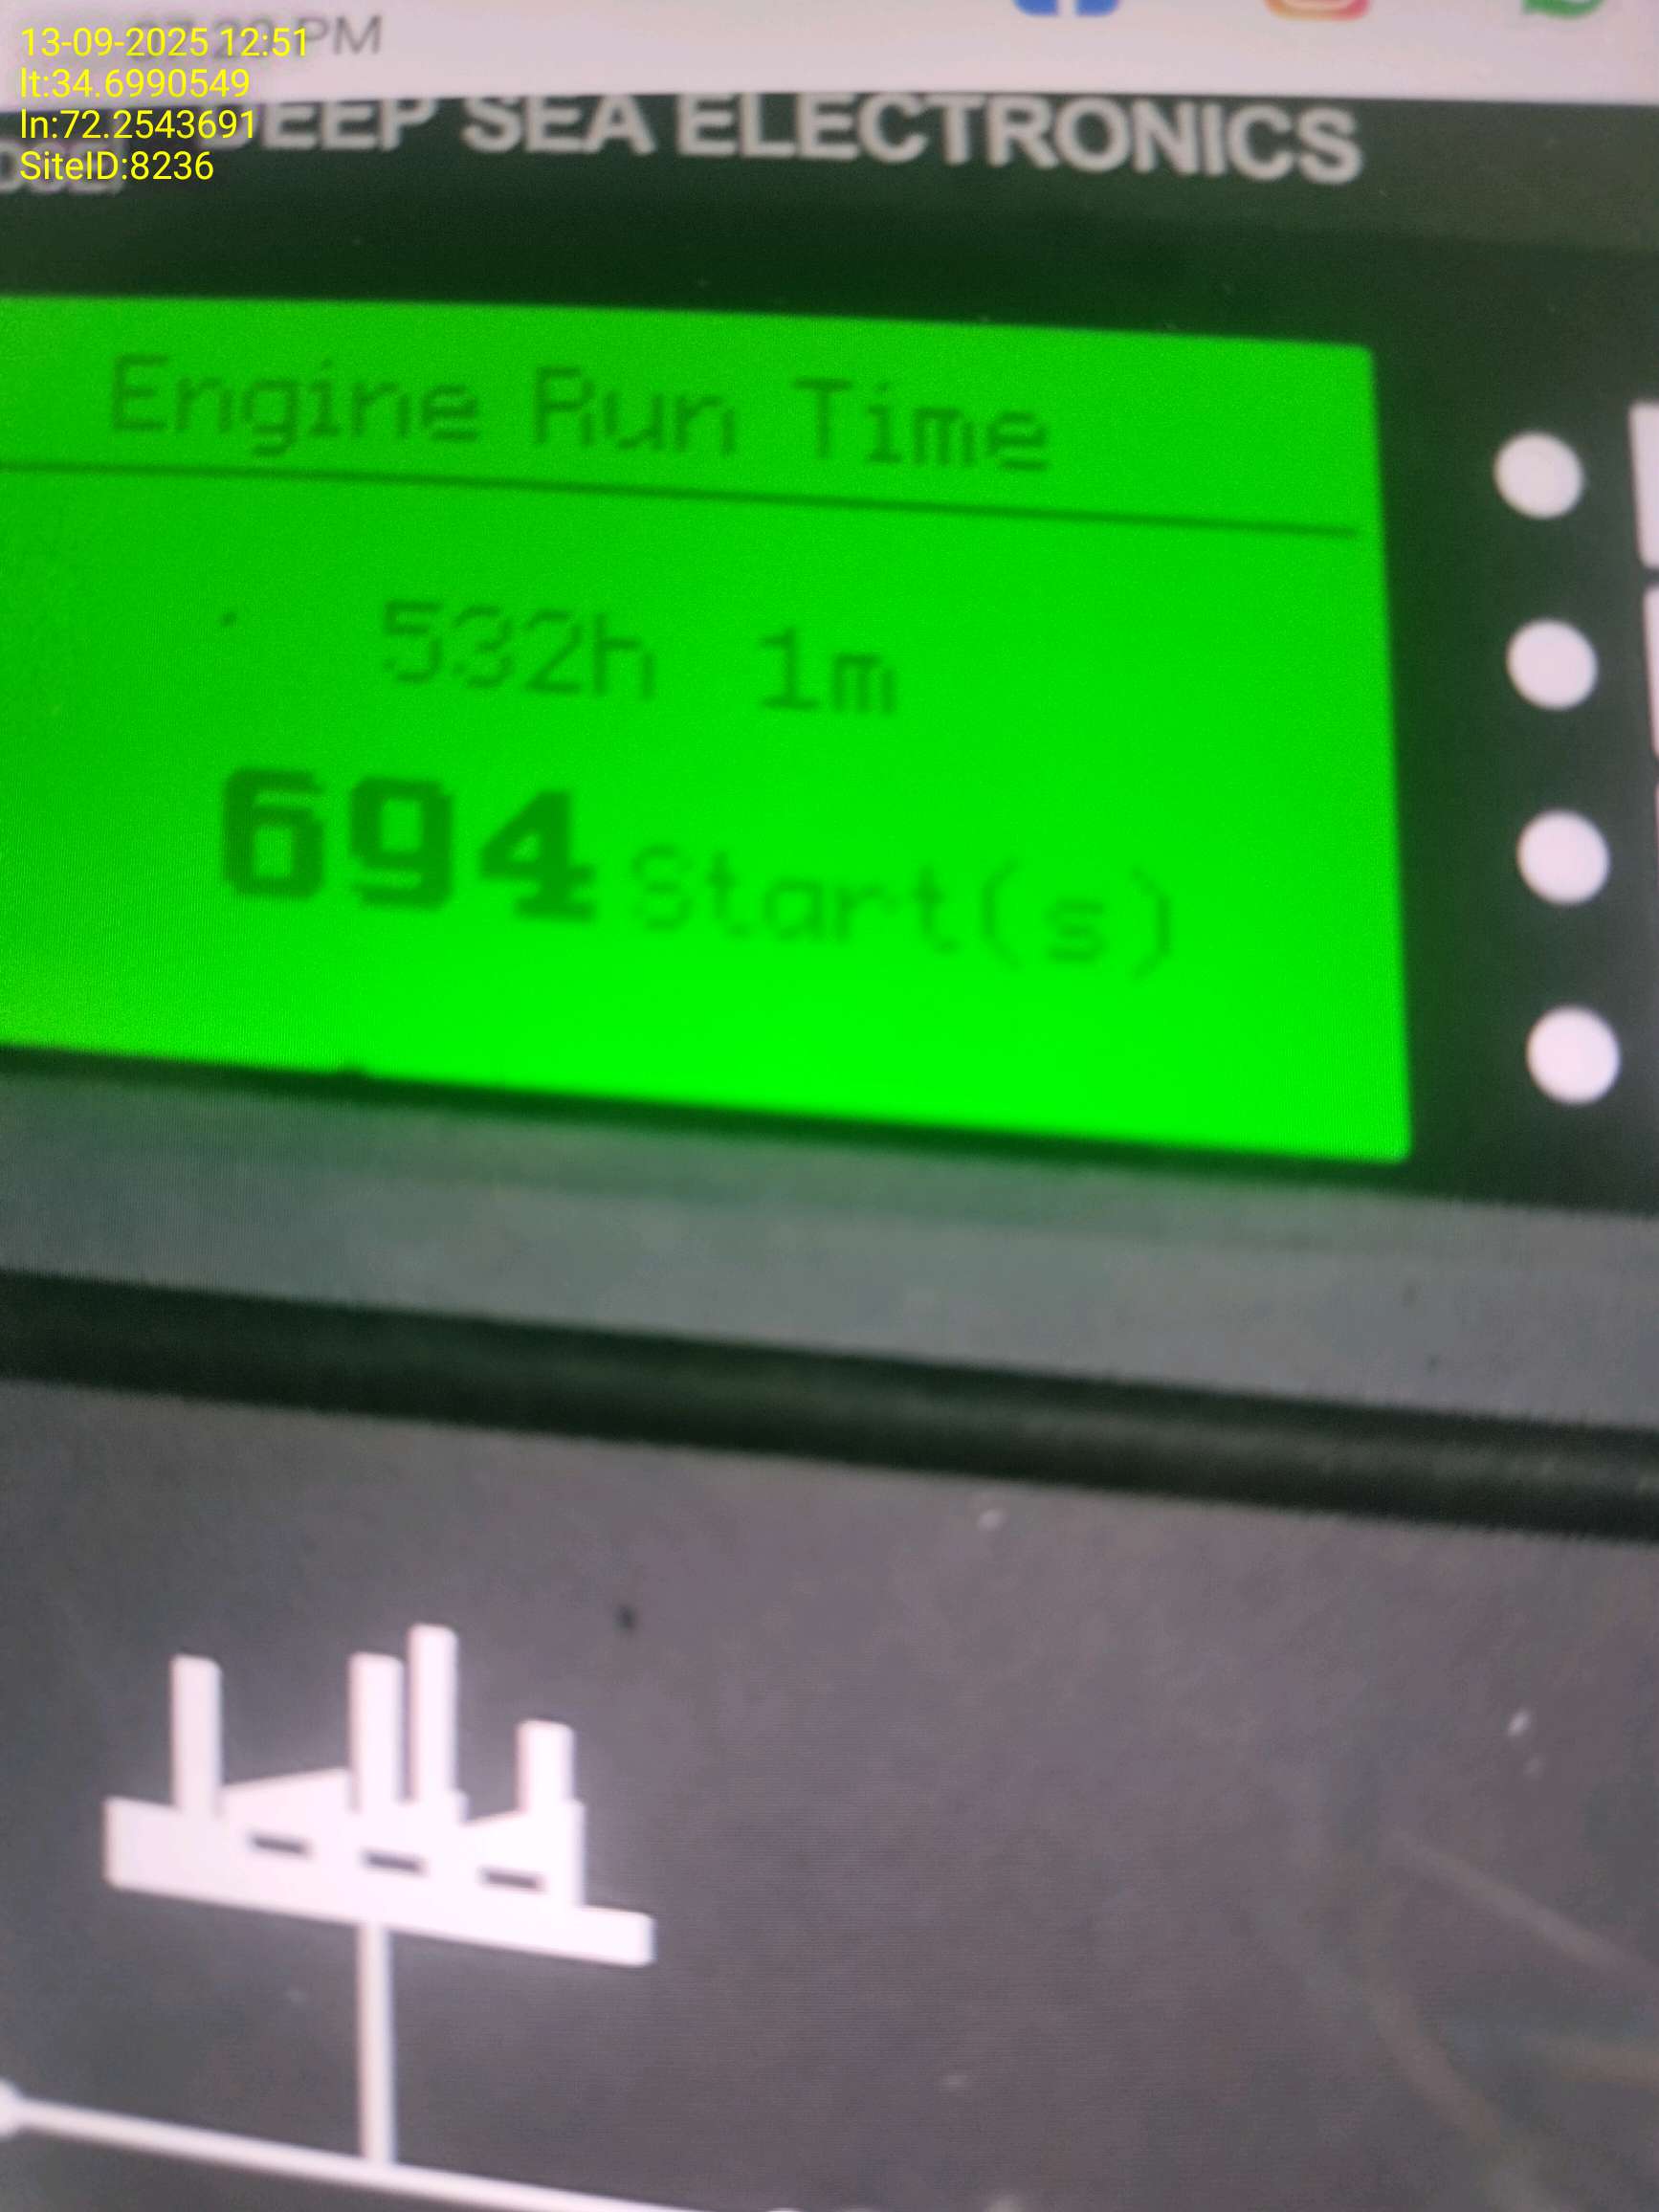 13-09-2025 12:51
PM
lt:34.6990549
ln:72.2543691
SiteID:8236
DEEP SEA ELECTRONICS
Engine Run Time
532h 1m
694 Start(s)